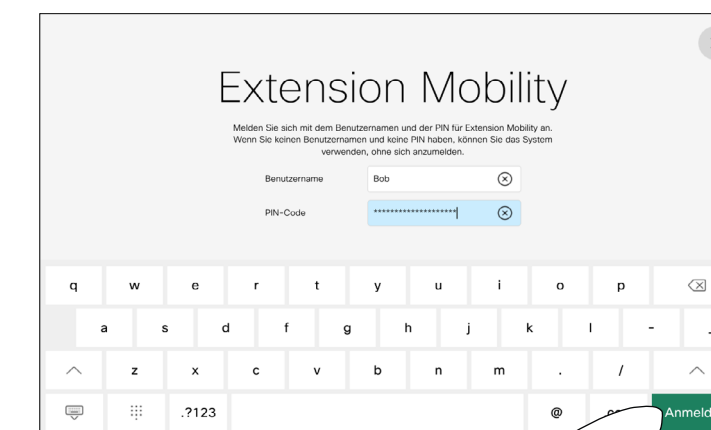 Extension Mobility
Melden Sie sich mit dem Benutzernamen und der PIN für Extension Mobility an.
Wenn Sie keinen Benutzernamen und keine PIN haben, können Sie das System
verwenden, ohne sich anzumelden.
Benutzername Bob
PIN-Code ********************
q w e r t y u i o p
a s d f g h j k l -
z x c v b n m . /
.?123 @ Anmeld